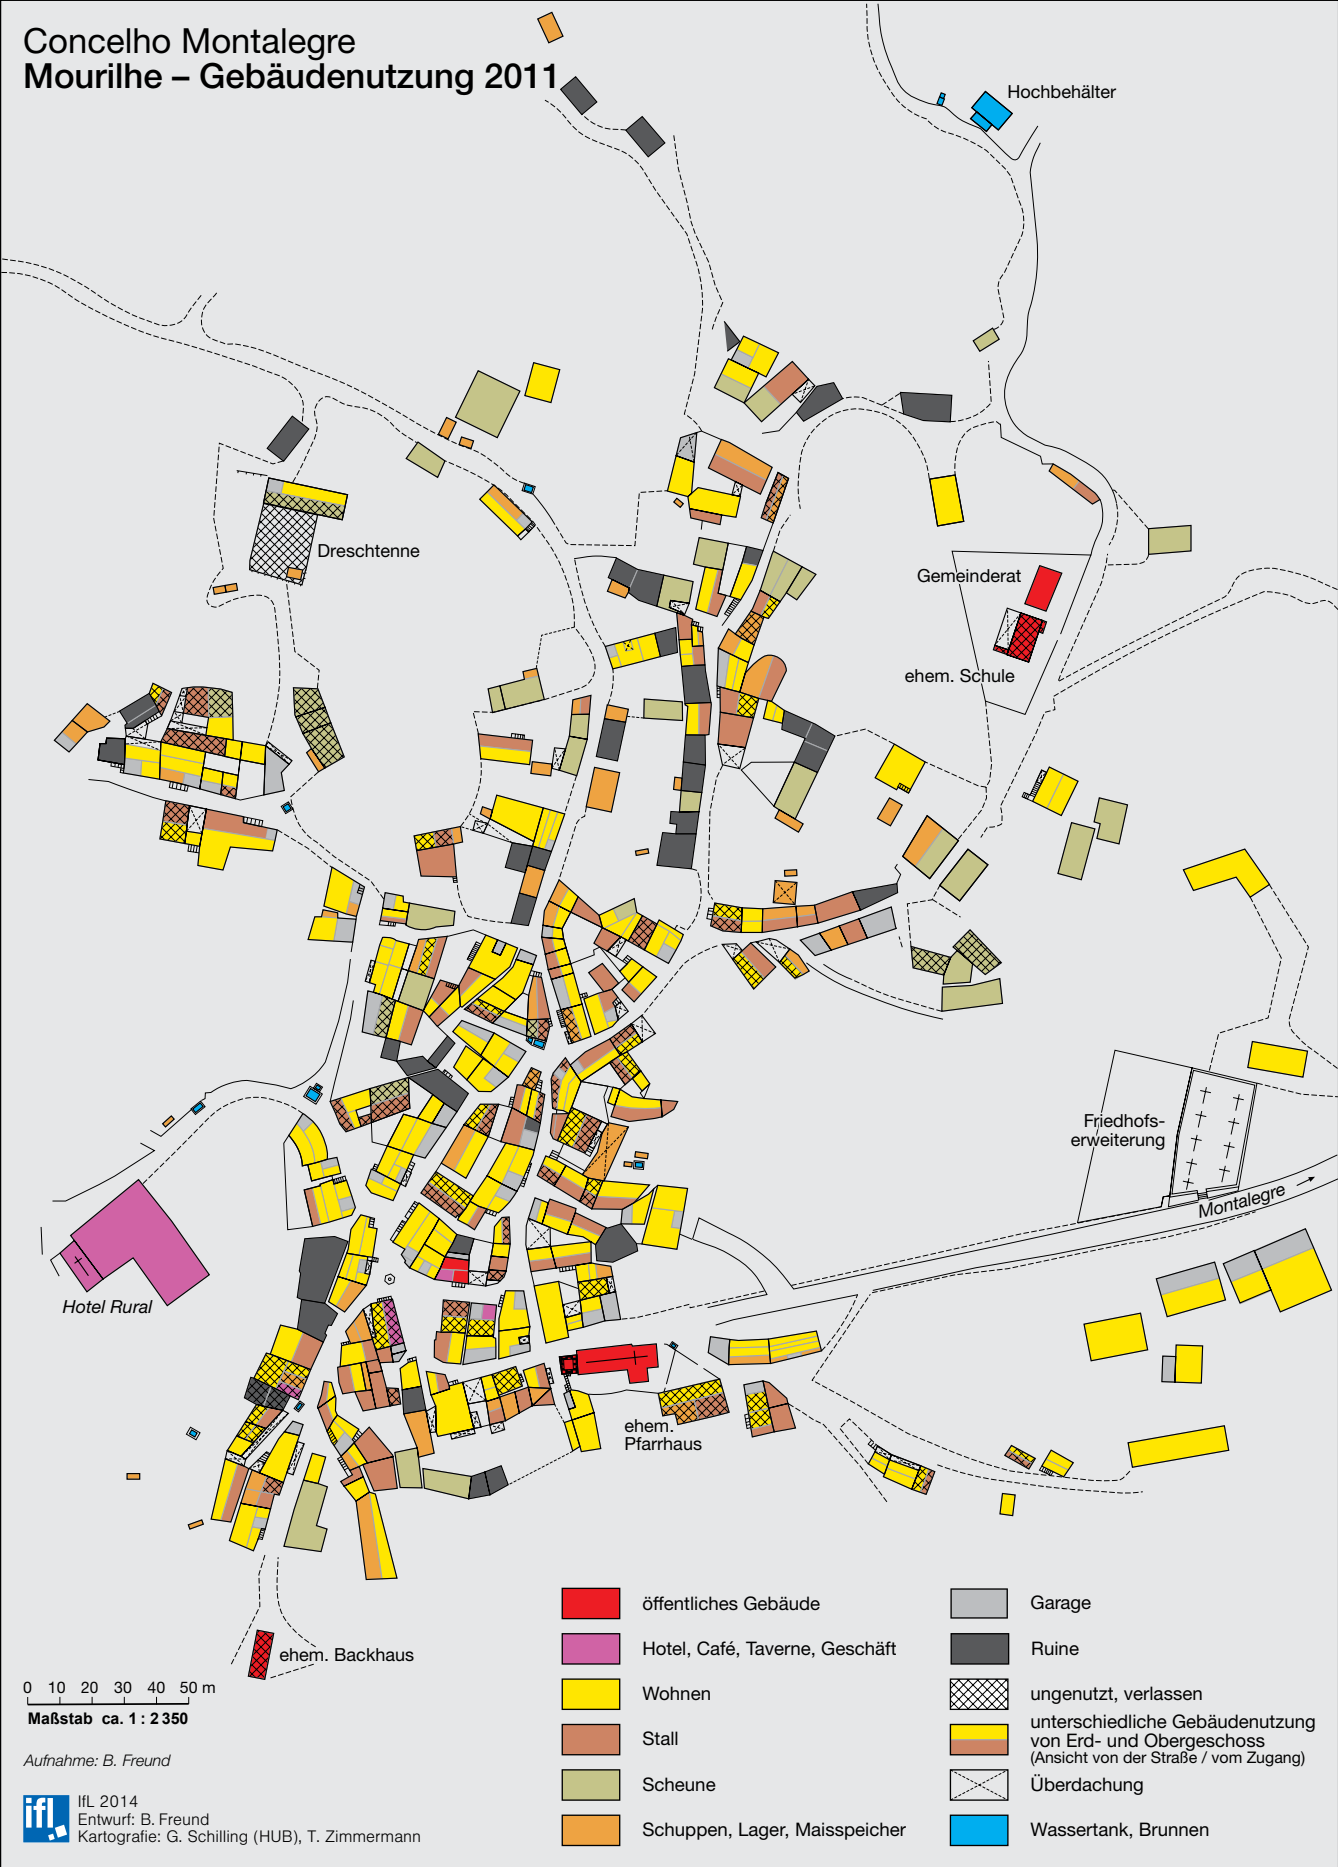 Concelho Montalegre
Mourilhe – Gebäudenutzung 2011
Hochbehälter
Dreschtenne
Gemeinderat
ehem. Schule
Friedhofs-
erweiterung
Montalegre
Hotel Rural
ehem.
Pfarrhaus
ehem. Backhaus
0 10 20 30 40 50 m
Maßstab ca. 1 : 2 350
Aufnahme: B. Freund
ifl
IfL 2014
Entwurf: B. Freund
Kartografie: G. Schilling (HUB), T. Zimmermann
öffentliches Gebäude
Hotel, Café, Taverne, Geschäft
Wohnen
Stall
Scheune
Schuppen, Lager, Maisspeicher
Garage
Ruine
ungenutzt, verlassen
unterschiedliche Gebäudenutzung
von Erd- und Obergeschoss
(Ansicht von der Straße / vom Zugang)
Überdachung
Wassertank, Brunnen